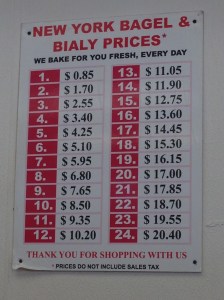 NEW YORK BAGEL &
BIALY PRICES*
WE BAKE FOR YOU FRESH, EVERY DAY
1. $ 0.85
2. $ 1.70
3. $ 2.55
4. $ 3.40
5. $ 4.25
6. $ 5.10
7. $ 5.95
8. $ 6.80
9. $ 7.65
10. $ 8.50
11. $ 9.35
12. $ 10.20
13. $ 11.05
14. $ 11.90
15. $ 12.75
16. $ 13.60
17. $ 14.45
18. $ 15.30
19. $ 16.15
20. $ 17.00
21. $ 17.85
22. $ 18.70
23. $ 19.55
24. $ 20.40
THANK YOU FOR SHOPPING WITH US
* PRICES DO NOT INCLUDE SALES TAX